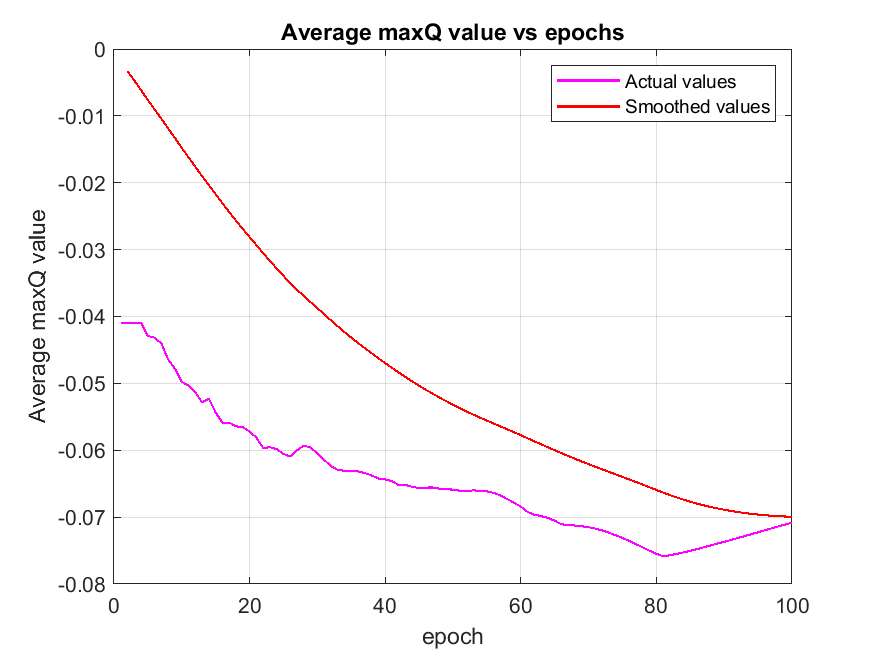 Average maxQ value vs epochs
Actual values
Smoothed values
0
-0.01
-0.02
-0.03
-0.04
-0.05
-0.06
-0.07
-0.08
Average maxQ value
0 20 40 60 80 100
epoch